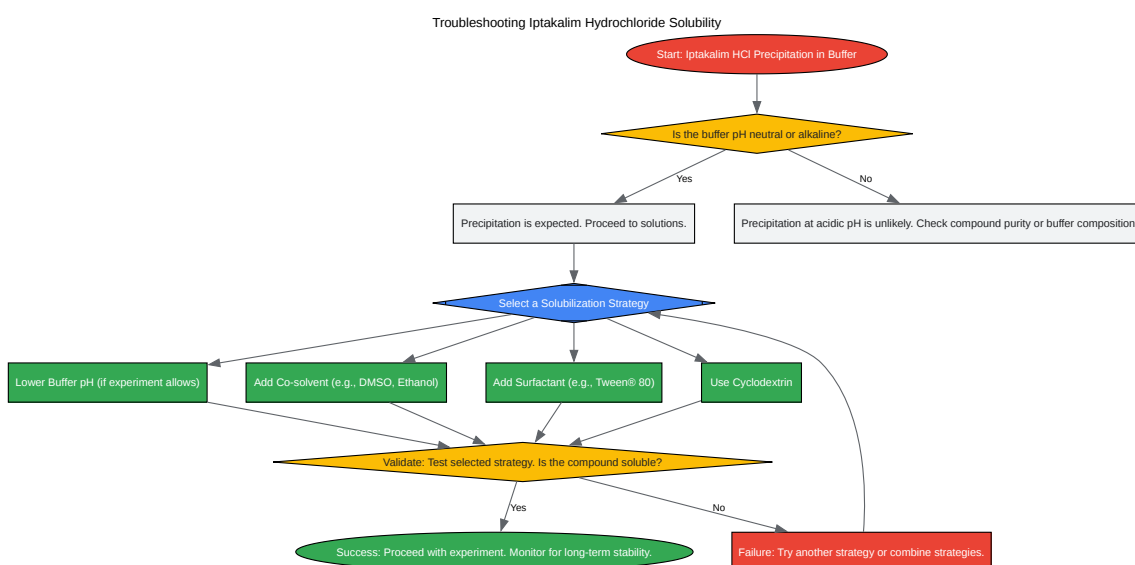 Troubleshooting Iptakalim Hydrochloride Solubility
Start: Iptakalim HCl Precipitation in Buffer
Is the buffer pH neutral or alkaline?
Yes
No
Precipitation is expected. Proceed to solutions.
Precipitation at acidic pH is unlikely. Check compound purity or buffer composition
Select a Solubilization Strategy
Lower Buffer pH (if experiment allows)
Add Co-solvent (e.g., DMSO, Ethanol)
Add Surfactant (e.g., Tween® 80)
Use Cyclodextrin
Validate: Test selected strategy. Is the compound soluble?
Yes
No
Success: Proceed with experiment. Monitor for long-term stability.
Failure: Try another strategy or combine strategies.